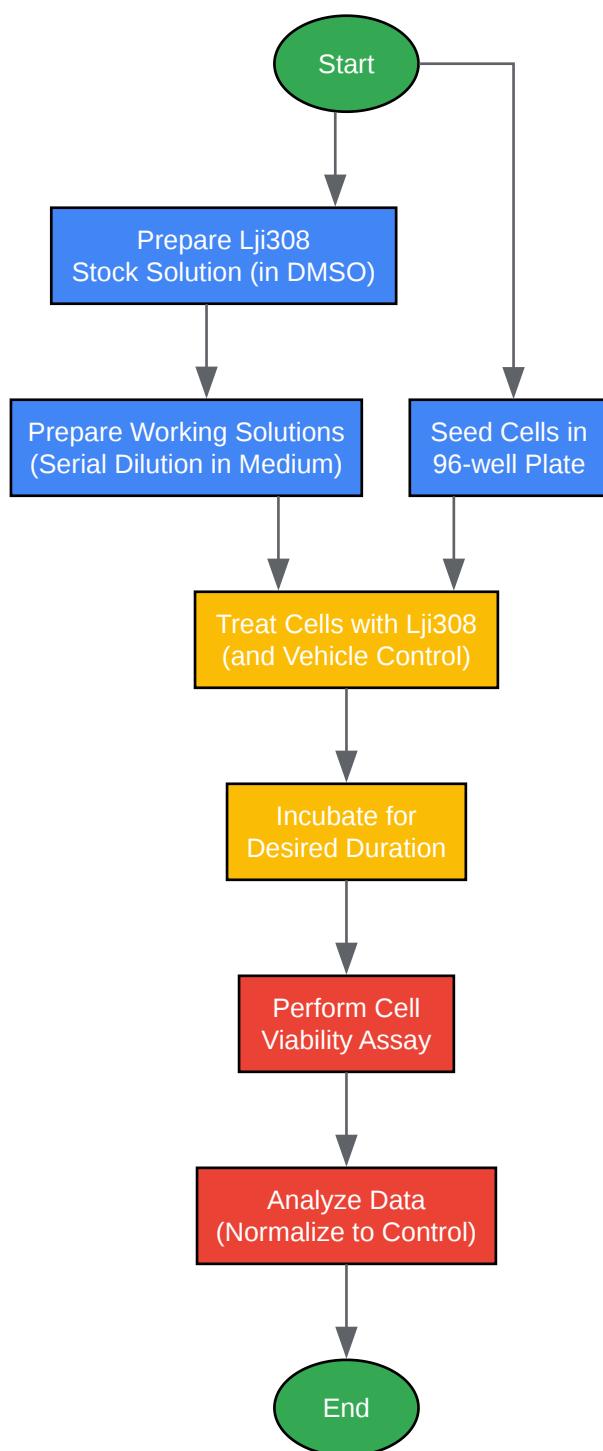 Start
Prepare Lji308
Stock Solution (in DMSO)
Prepare Working Solutions
(Serial Dilution in Medium)
Seed Cells in
96-well Plate
Treat Cells with Lji308
(and Vehicle Control)
Incubate for
Desired Duration
Perform Cell
Viability Assay
Analyze Data
(Normalize to Control)
End